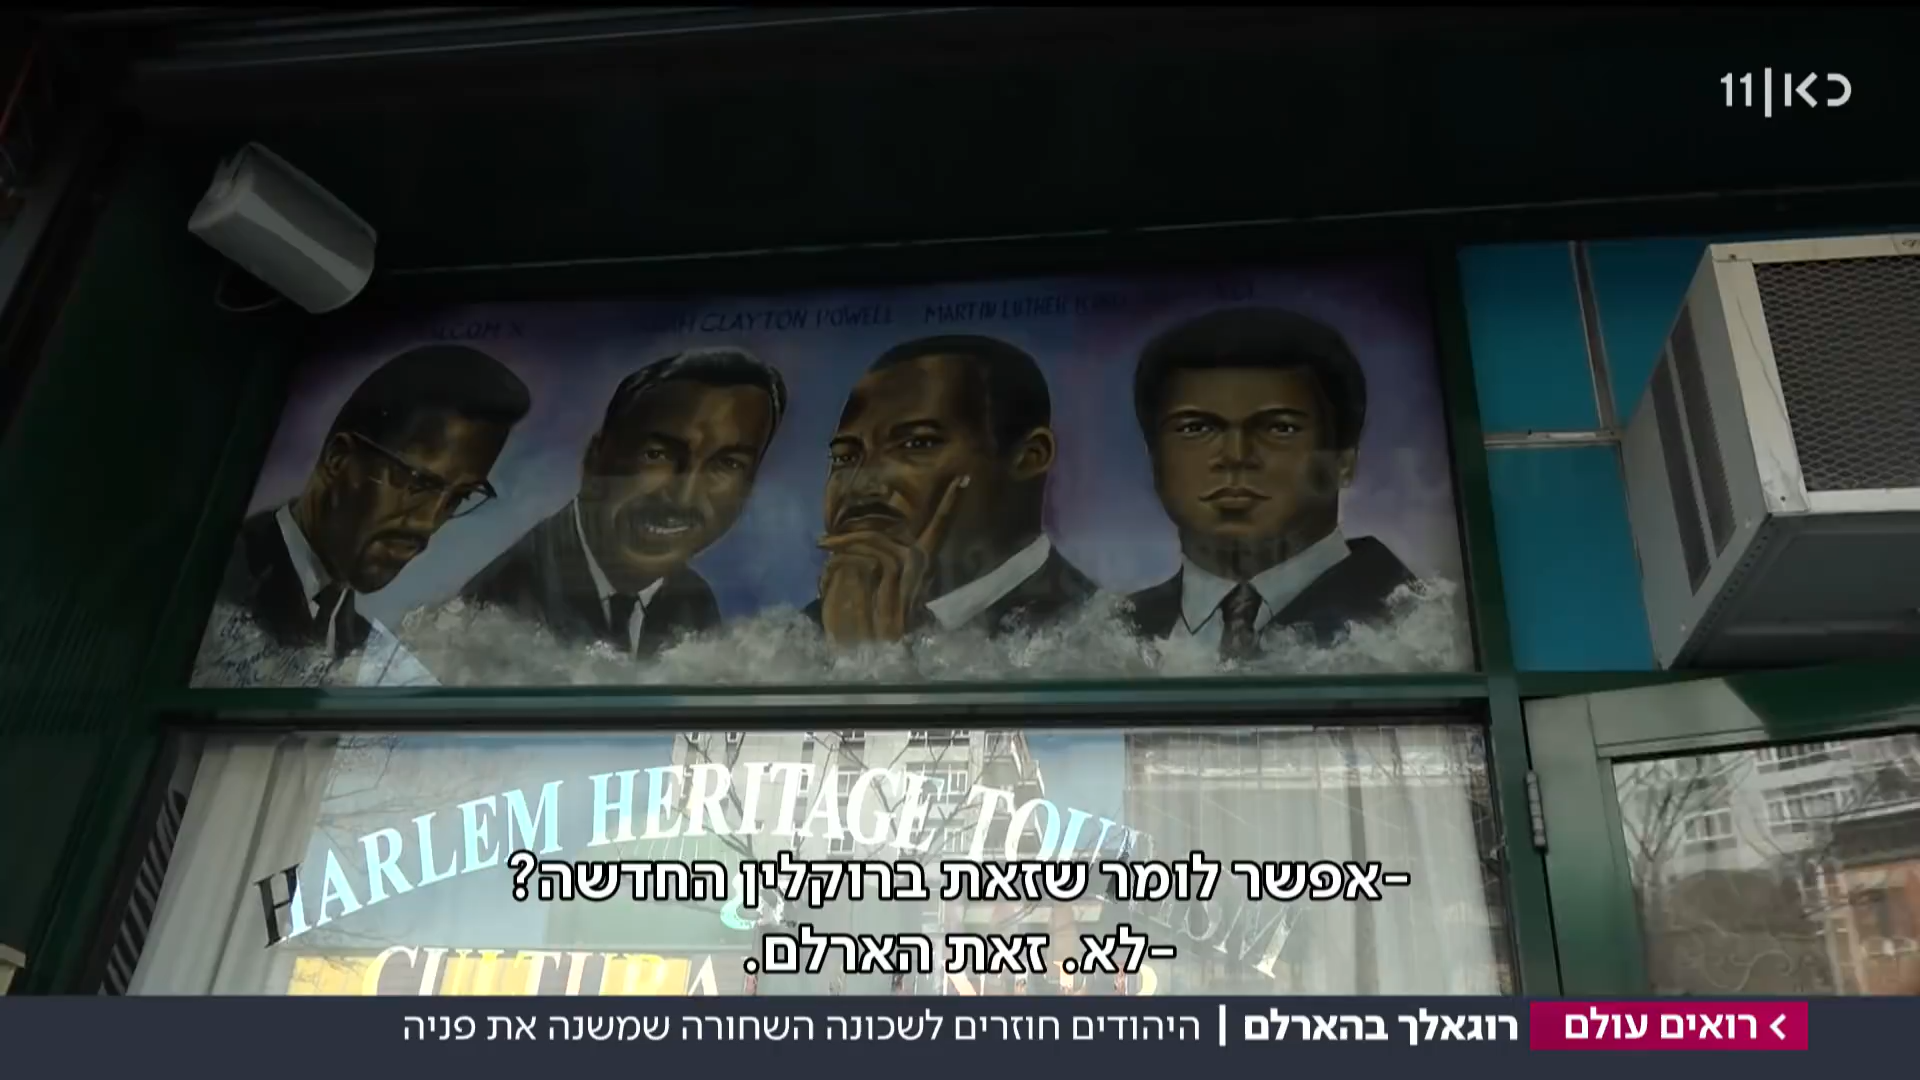 כאן 11
CLAYTON POWELL
MARTIN LUTHER
HARLEM HERITAGE TOURISM
&
-אפשר לומר שזאת ברוקלין החדשה?
-לא. זאת הארלם.
רואים עולם
רוגאלך בהארלם | היהודים חוזרים לשכונה השחורה שמשנה את פניה